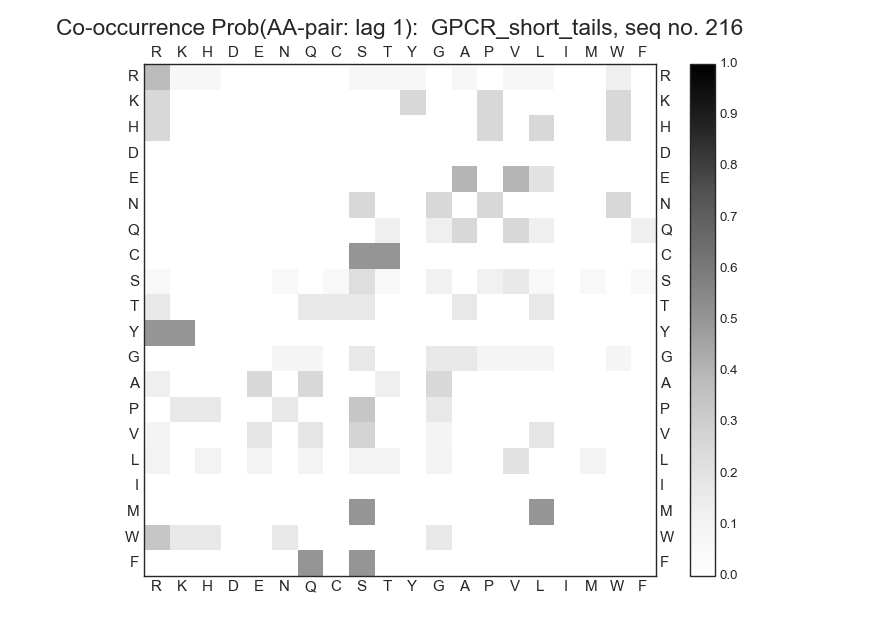 Co-occurrence Prob(AA-pair: lag 1):  GPCR_short_tails, seq no. 216
R K H D E N Q C S T Y G A P V L I M W F
R R 1.0
K K 0.9
H H
D D 0.8
E E
N N 0.7
Q Q
C C 0.6
S S
T T 0.5
Y Y
G G 0.4
A A
P P 0.3
V V
L L 0.2
I I
M M 0.1
W W
F F 0.0
R K H D E N Q C S T Y G A P V L I M W F